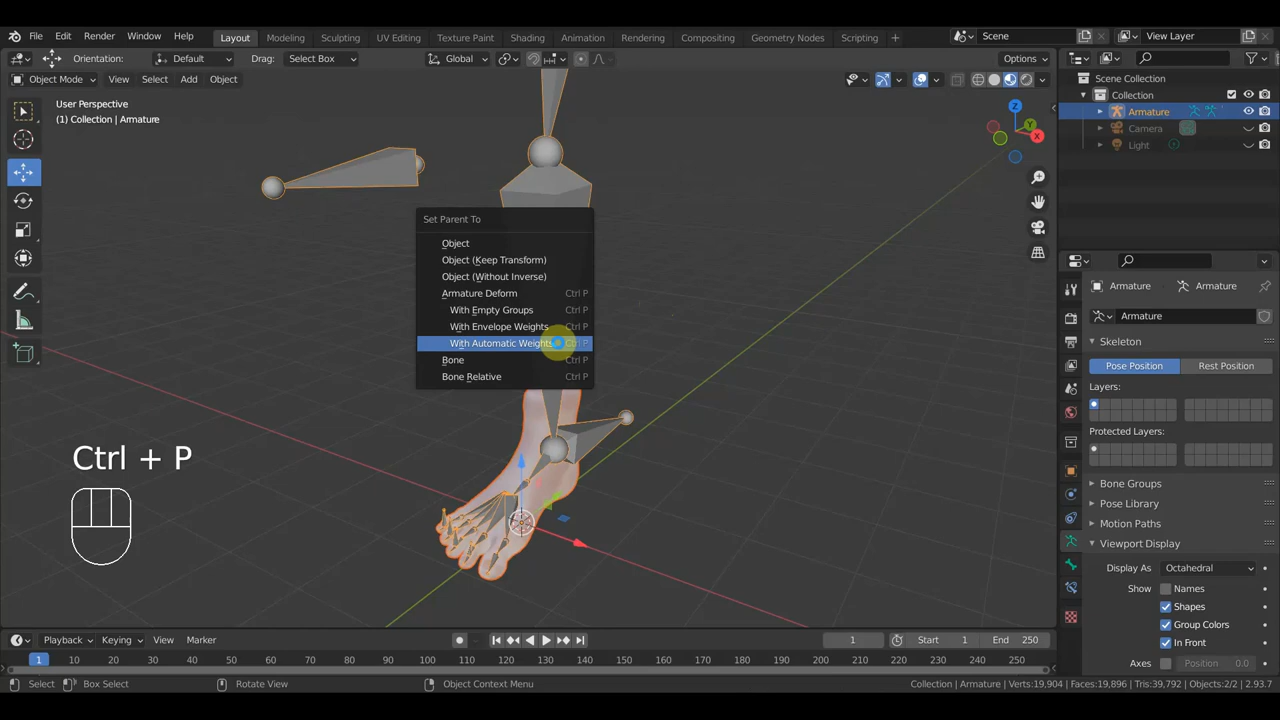 File Edit Render Window Help Layout Modeling Sculpting UV Editing Texture Paint Shading Animation Rendering Compositing Geometry Nodes Scripting + Scene View Layer
Orientation: Default Drag: Select Box Global Options
Object Mode View Select Add Object
Scene Collection
Collection
Armature
Camera
Light
User Perspective
(1) Collection | Armature
Z
Y
X
Set Parent To
Object
Object (Keep Transform)
Object (Without Inverse)
Armature Deform Ctrl P
With Empty Groups Ctrl P
With Envelope Weights Ctrl P
With Automatic Weights Ctrl P
Bone Ctrl P
Bone Relative Ctrl P
Ctrl + P
Armature Armature
Armature
Skeleton
Pose Position Rest Position
Layers:
Protected Layers:
Bone Groups
Pose Library
Motion Paths
Viewport Display
Display As Octahedral
Show Names
Shapes
Group Colors
In Front
Axes Position 0.0
Playback Keying View Marker 1 Start 1 End 250
1 10 20 30 40 50 60 70 80 90 100 110 120 130 140 150 160 170 180 190 200 210 220 230 240 250
Select Box Select Rotate View Object Context Menu Collection | Armature | Verts:19,904 | Faces:19,896 | Tris:39,792 | Objects:2/2 | 2.93.7